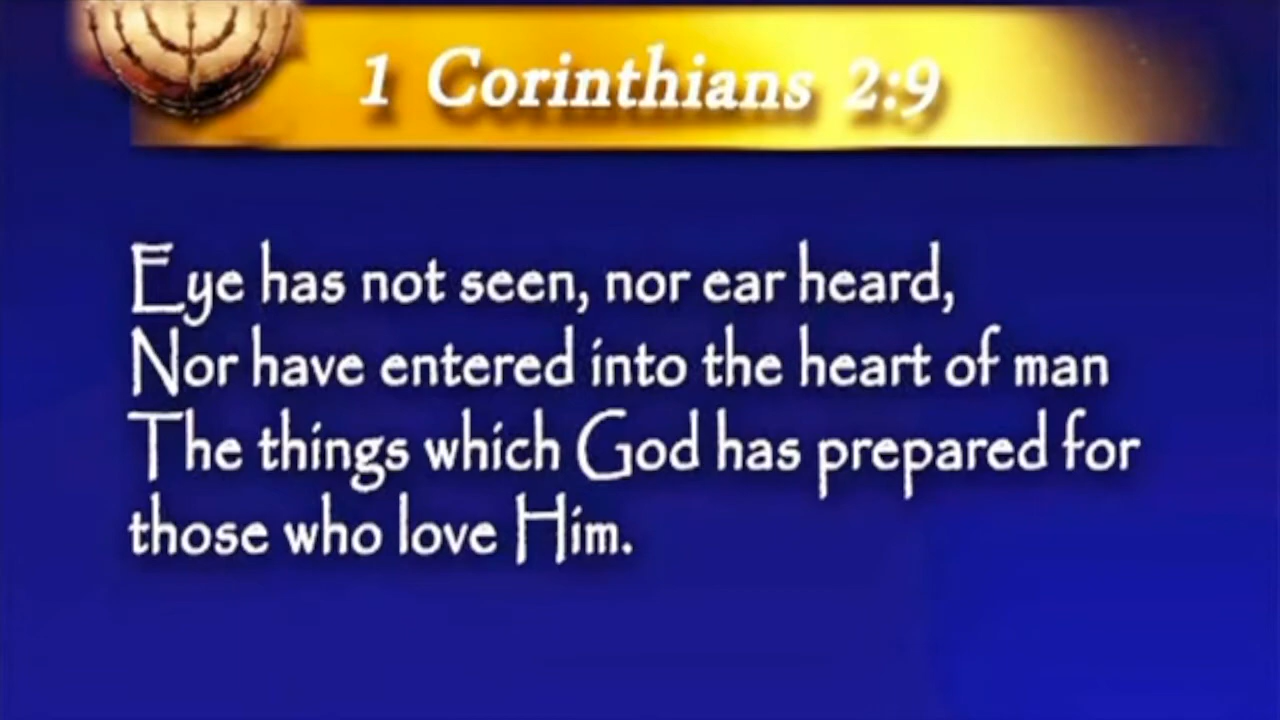 1 Corinthians 2:9
Eye has not seen, nor ear heard,
Nor have entered into the heart of man
The things which God has prepared for
those who love Him.